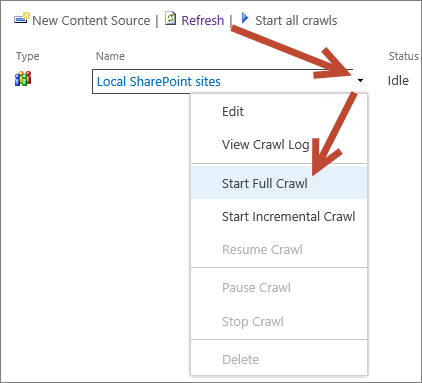 New Content Source | Refresh | Start all crawls
Type Name Status
Local SharePoint sites Idle
Edit
View Crawl Log
Start Full Crawl
Start Incremental Crawl
Resume Crawl
Pause Crawl
Stop Crawl
Delete